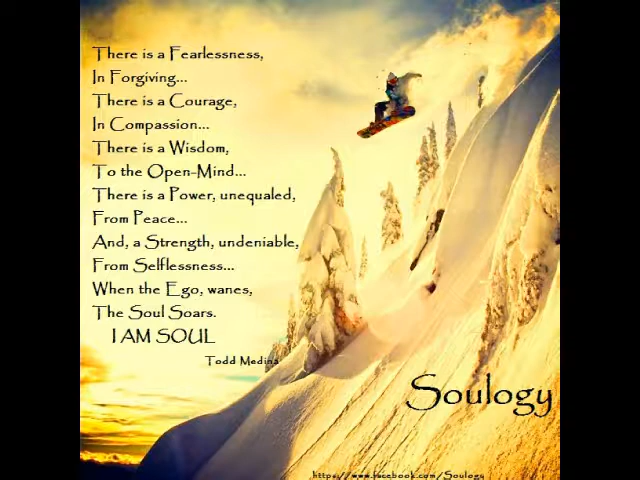 There is a Fearlessness,
In Forgiving...
There is a Courage,
In Compassion...
There is a Wisdom,
To the Open-Mind...
There is a Power, unequaled,
From Peace...
And, a Strength, undeniable,
From Selflessness...
When the Ego, wanes,
The Soul Soars.
I AM SOUL
Todd Medina
Soulogy
https://www.facebook.com/Soulogy